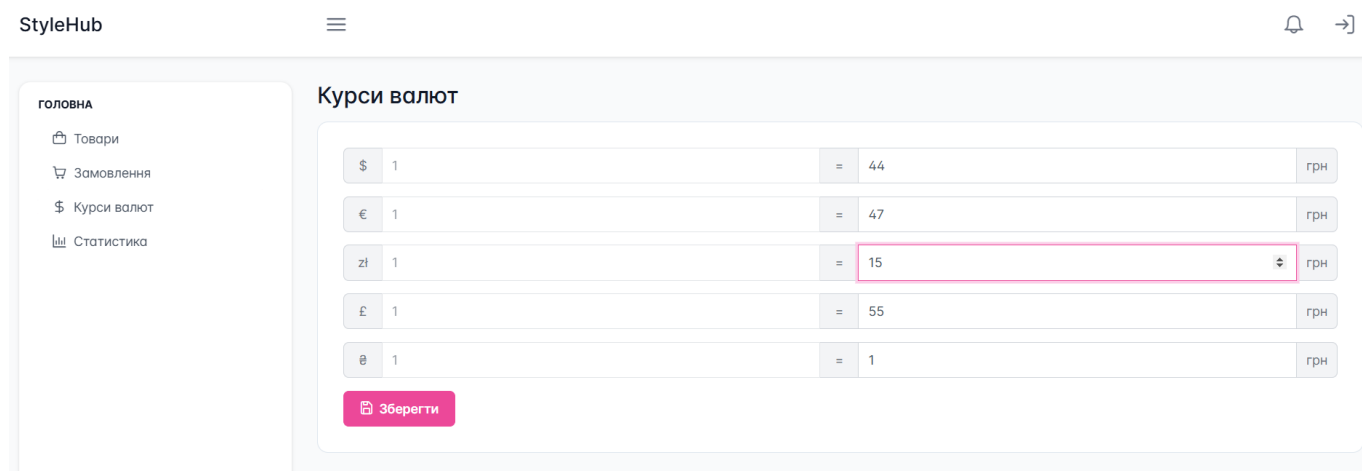 StyleHub
ГОЛОВНА
Товари
Замовлення
$ Курси валют
Статистика
Курси валют
$ 1 = 44 грн
€ 1 = 47 грн
zł 1 = 15 грн
£ 1 = 55 грн
₴ 1 = 1 грн
Зберегти